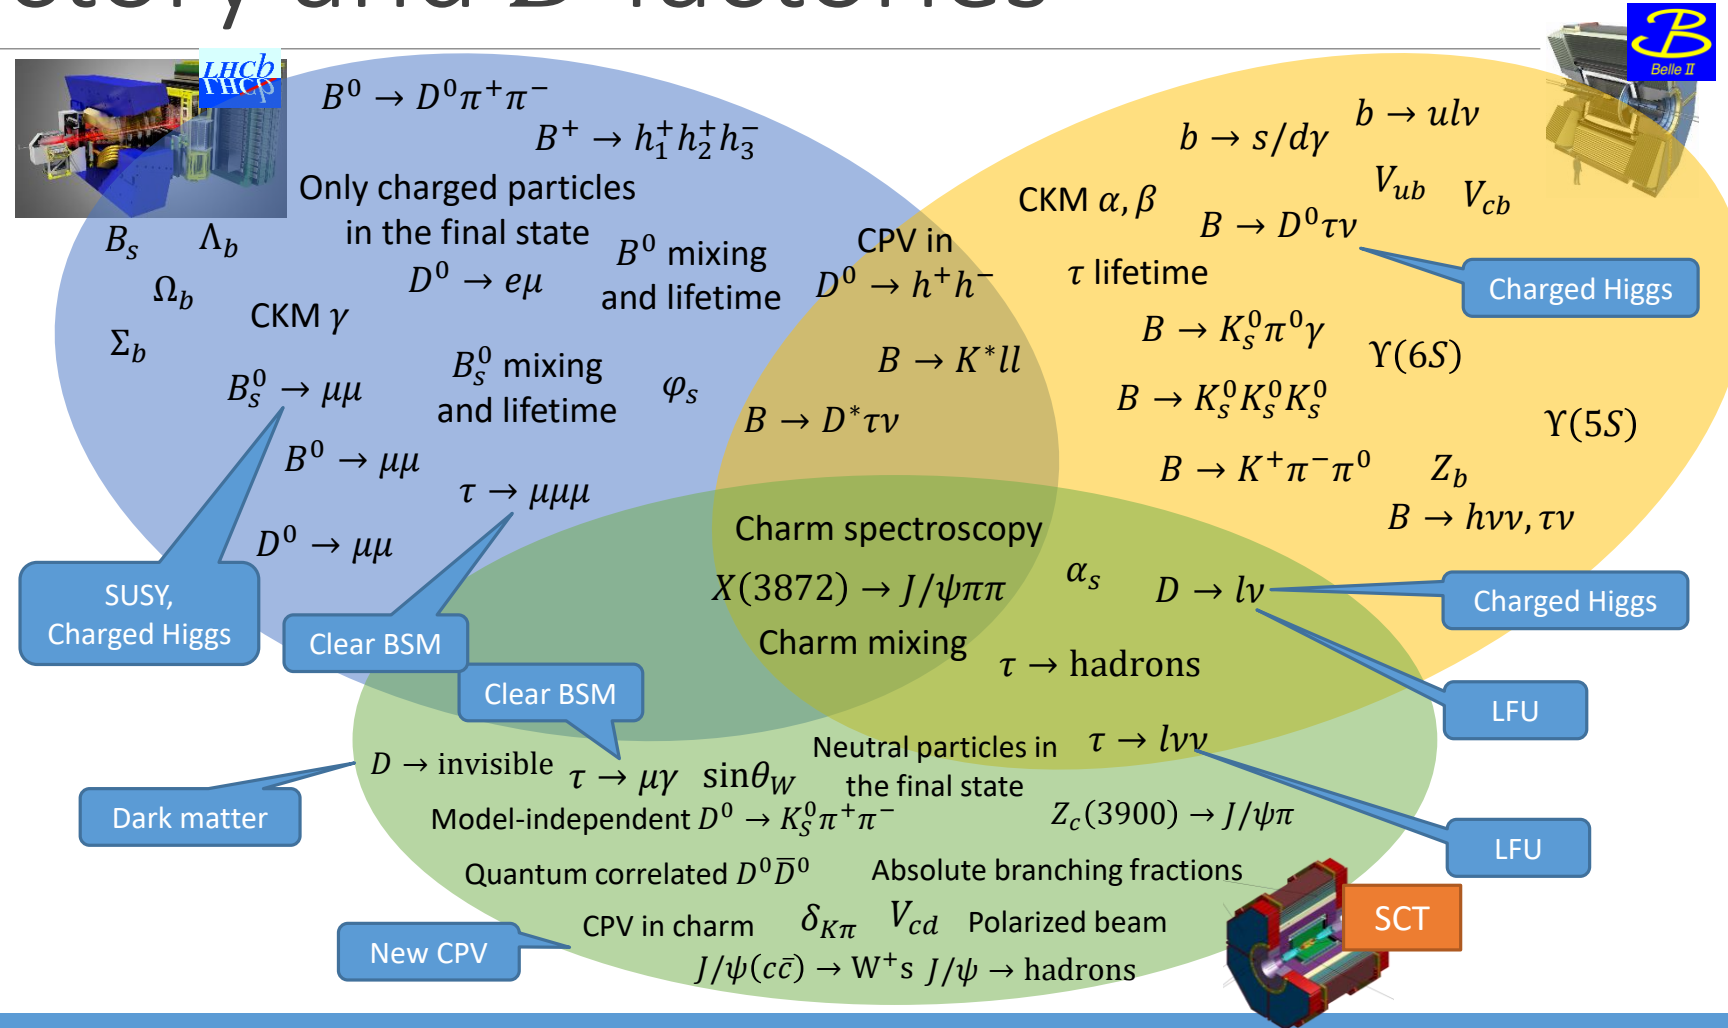 LHCb
Belle II
B⁰ → D⁰π⁺π⁻
B⁺ → h₁⁺h₂⁺h₃⁻
Only charged particles
in the final state
B_s Λ_b
Ω_b
Σ_b
D⁰ → eμ
B⁰ mixing
and lifetime
CKM γ
B_s⁰ → μμ
B_s⁰ mixing
and lifetime
φ_s
B⁰ → μμ
τ → μμμ
D⁰ → μμ
SUSY,
Charged Higgs
Clear BSM
CPV in
D⁰ → h⁺h⁻
B → K*ll
B → D*τν
b → s/dγ
b → ulν
CKM α, β
V_ub V_cb
B → D⁰τν
τ lifetime
Charged Higgs
B → K_s⁰π⁰γ
ϒ(6S)
B → K_s⁰K_s⁰K_s⁰
ϒ(5S)
B → K⁺π⁻π⁰
Z_b
B → hνν, τν
Charm spectroscopy
X(3872) → J/ψππ
Charm mixing
α_s
D → lν
Charged Higgs
τ → hadrons
LFU
Clear BSM
D → invisible
τ → μγ
sinθ_W
Neutral particles in
the final state
τ → lνν
Dark matter
Model-independent D⁰ → K_S⁰π⁺π⁻
Z_c(3900) → J/ψπ
LFU
Quantum correlated D⁰D̅⁰
Absolute branching fractions
CPV in charm
δ_Kπ
V_cd
Polarized beam
New CPV
SCT
J/ψ(cc̅) → W⁺s
J/ψ → hadrons